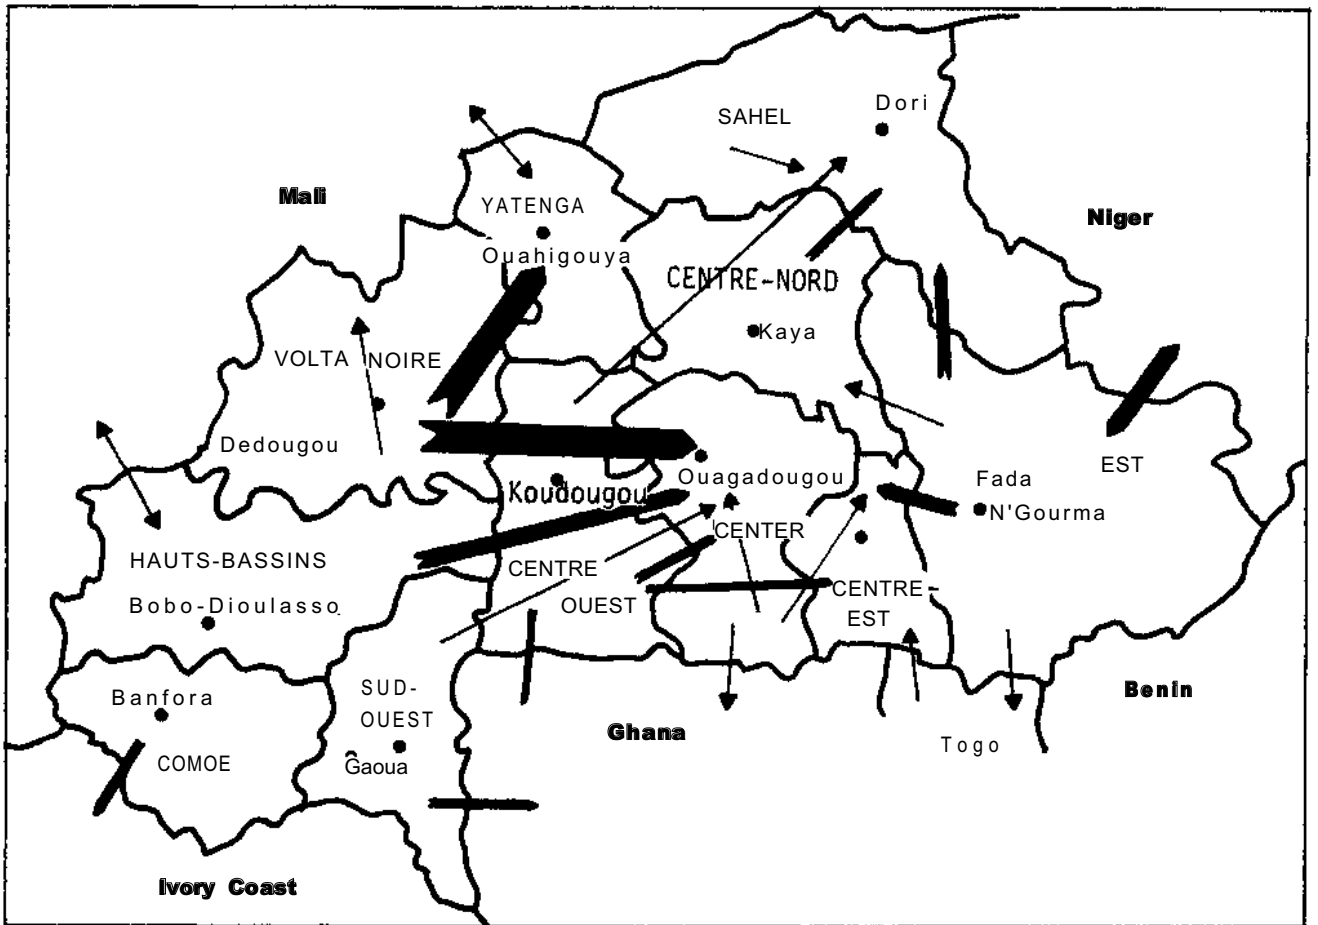 Dori
SAHEL
Mali
YATENGA
Niger
Ouahigouya
CENTRE-NORD
Kaya
VOLTA NOIRE
Dedougou
EST
Ouagadougou
Fada
N'Gourma
Koudougou
CENTER
HAUTS-BASSINS
CENTRE
OUEST
CENTRE-
EST
Bobo-Dioulasso
SUD-
OUEST
Banfora
Benin
Ghana
Togo
COMOE
Gaoua
Ivory Coast